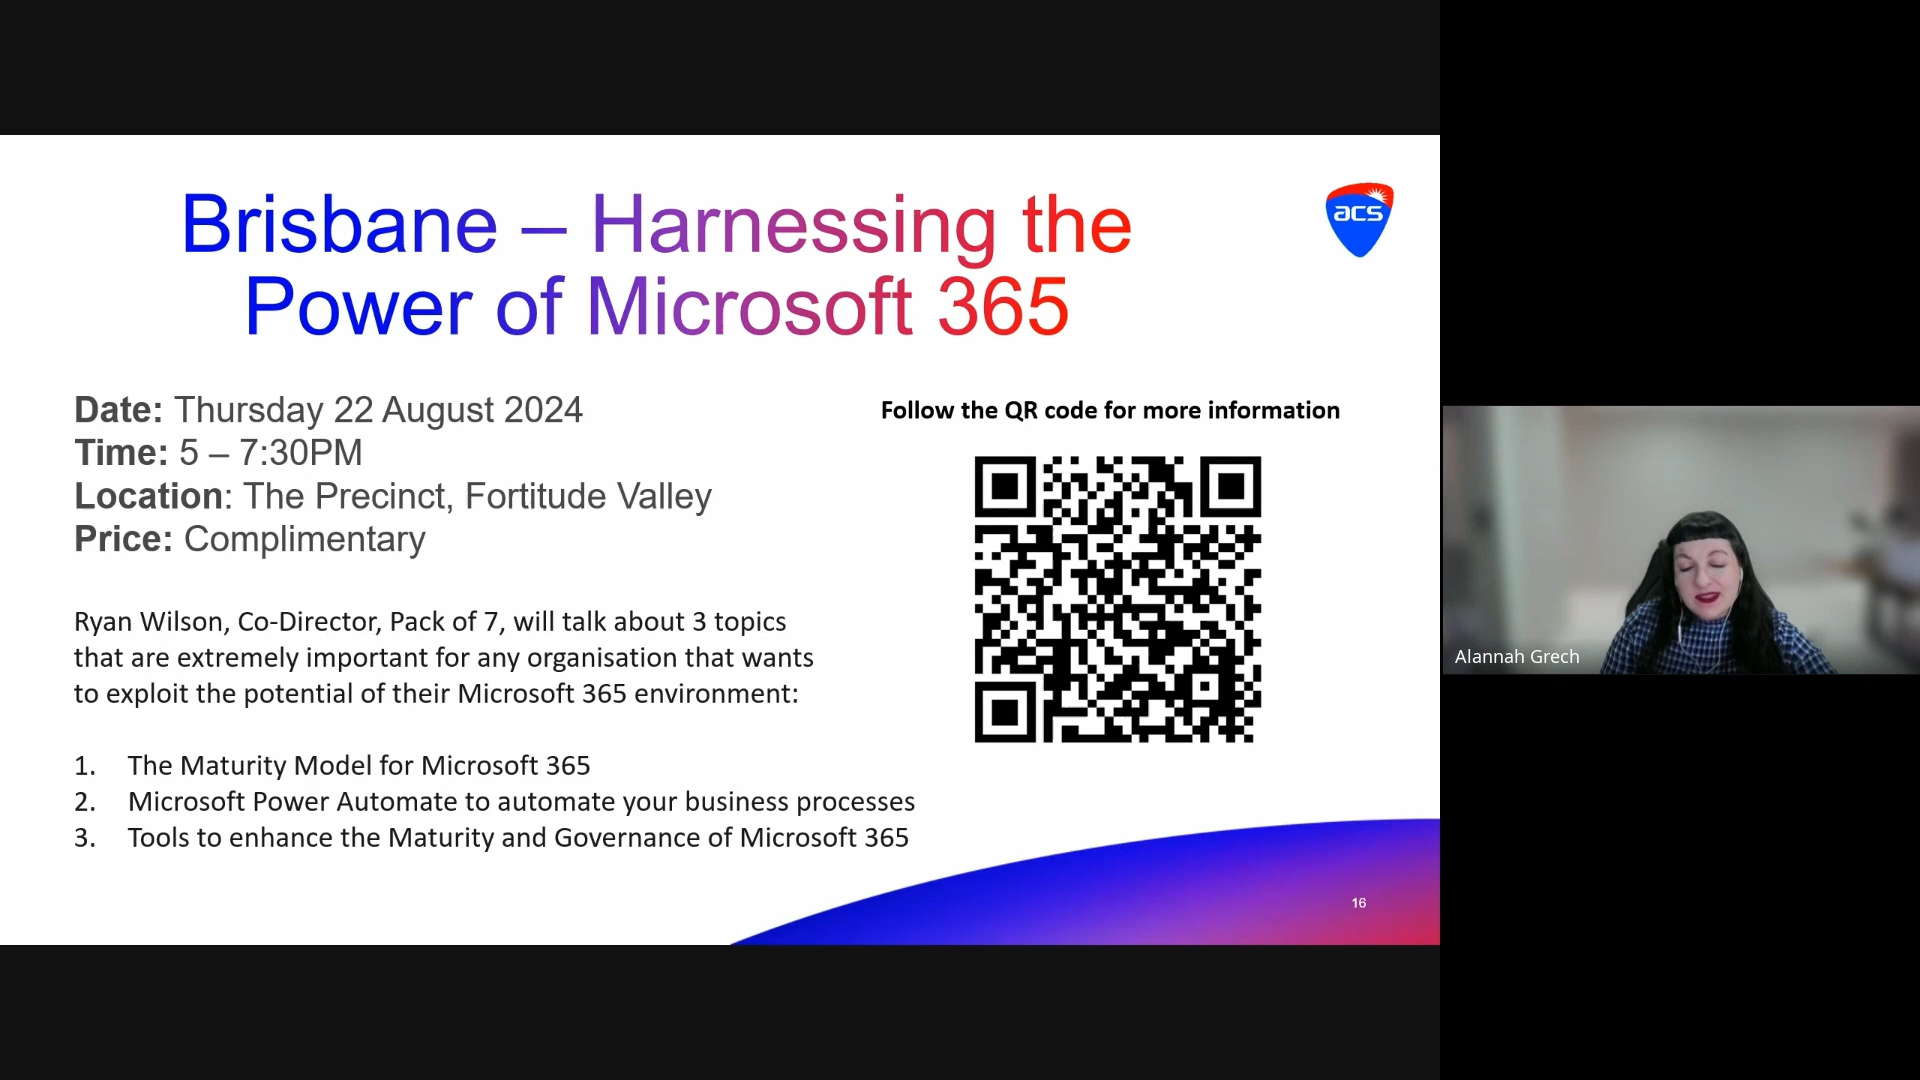 Brisbane – Harnessing the
Power of Microsoft 365
acs
Date: Thursday 22 August 2024
Time: 5 – 7:30PM
Location: The Precinct, Fortitude Valley
Price: Complimentary
Follow the QR code for more information
Ryan Wilson, Co-Director, Pack of 7, will talk about 3 topics
that are extremely important for any organisation that wants
to exploit the potential of their Microsoft 365 environment:
1. The Maturity Model for Microsoft 365
2. Microsoft Power Automate to automate your business processes
3. Tools to enhance the Maturity and Governance of Microsoft 365
16
Alannah Grech